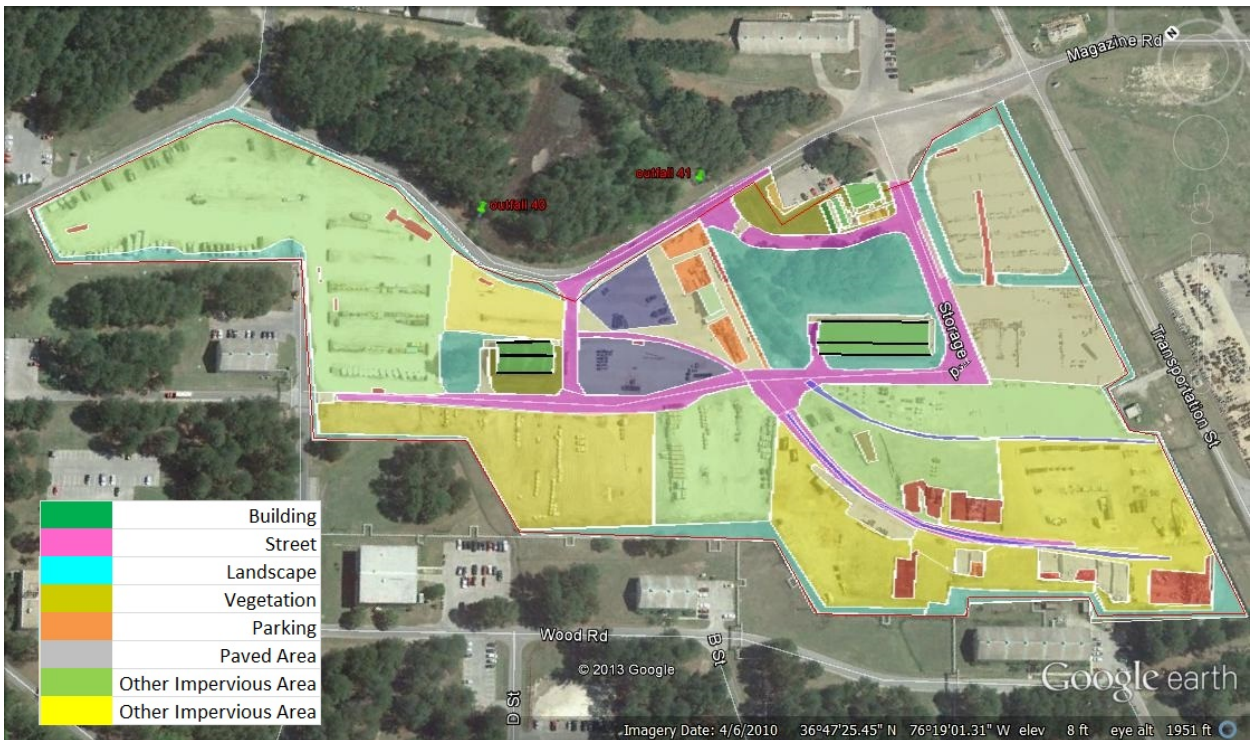 Magazine Rd
N
outfall 41
outfall 40
Storage
p...
Transportation St
Building
Street
Landscape
Vegetation
Parking
Paved Area
Other Impervious Area
Other Impervious Area
Wood Rd
B St
D St
© 2013 Google
Google earth
Imagery Date: 4/6/2010 36°47'25.45" N 76°19'01.31" W elev 8 ft eye alt 1951 ft